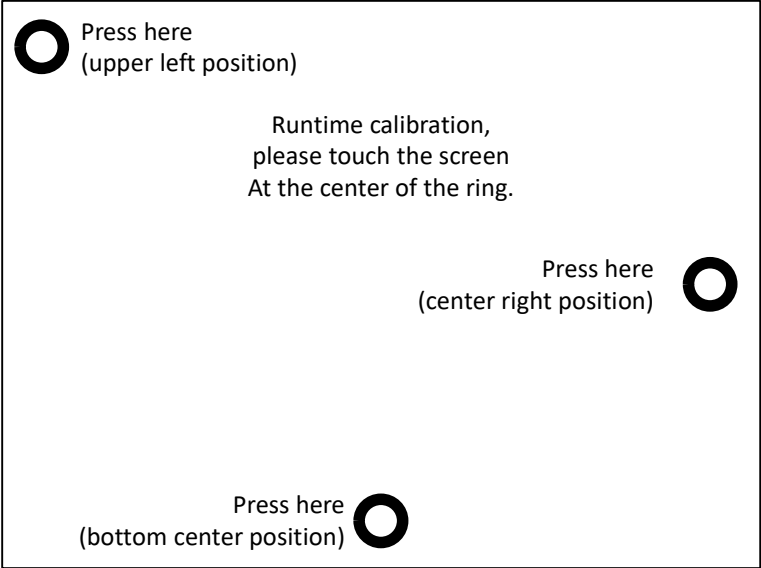 Press here
(upper left position)
Runtime calibration,
please touch the screen
At the center of the ring.
Press here
(center right position)
Press here
(bottom center position)